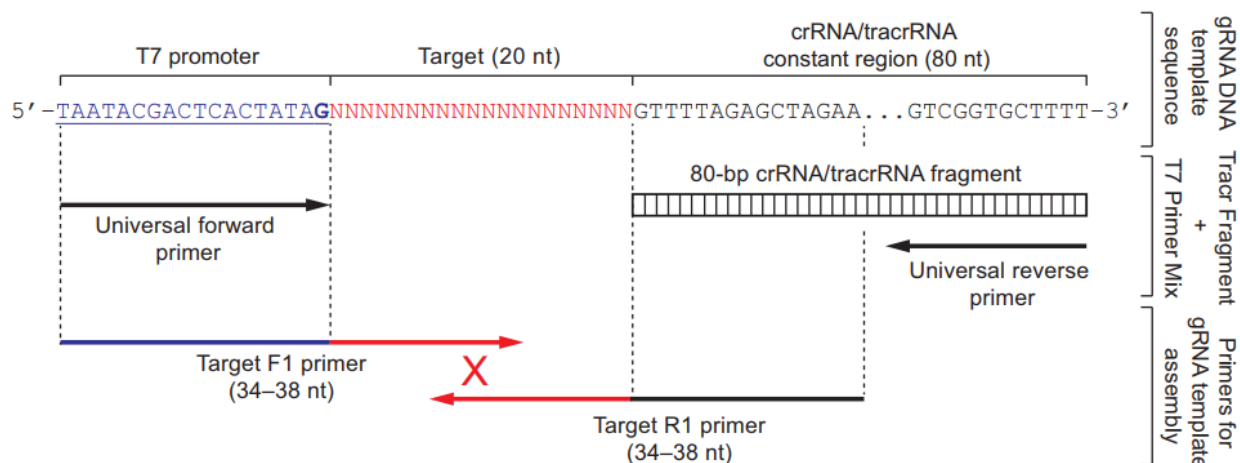 T7 promoter
Target (20 nt)
crRNA/tracrRNA
constant region (80 nt)
5’–TAATACGACTCACTATAGNNNNNNNNNNNNNNNNNNNNGTTTTAGAGCTAGAA...GTCGGTGCTTTT–3’
gRNA DNA
template
sequence
80-bp crRNA/tracrRNA fragment
Universal forward
primer
Universal reverse
primer
Tracr Fragment
+
T7 Primer Mix
Target F1 primer
(34–38 nt)
X
Target R1 primer
(34–38 nt)
Primers for
gRNA template
assembly